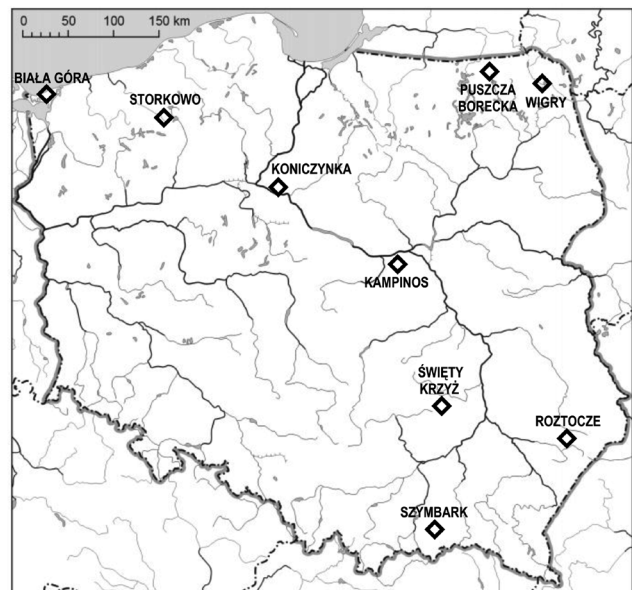 0 50 100 150 km
BIAŁA GÓRA
STORKOWO
PUSZCZA
BORECKA
WIGRY
KONICZYNKA
KAMPINOS
ŚWIĘTY
KRZYŻ
ROZTOCZE
SZYMBARK